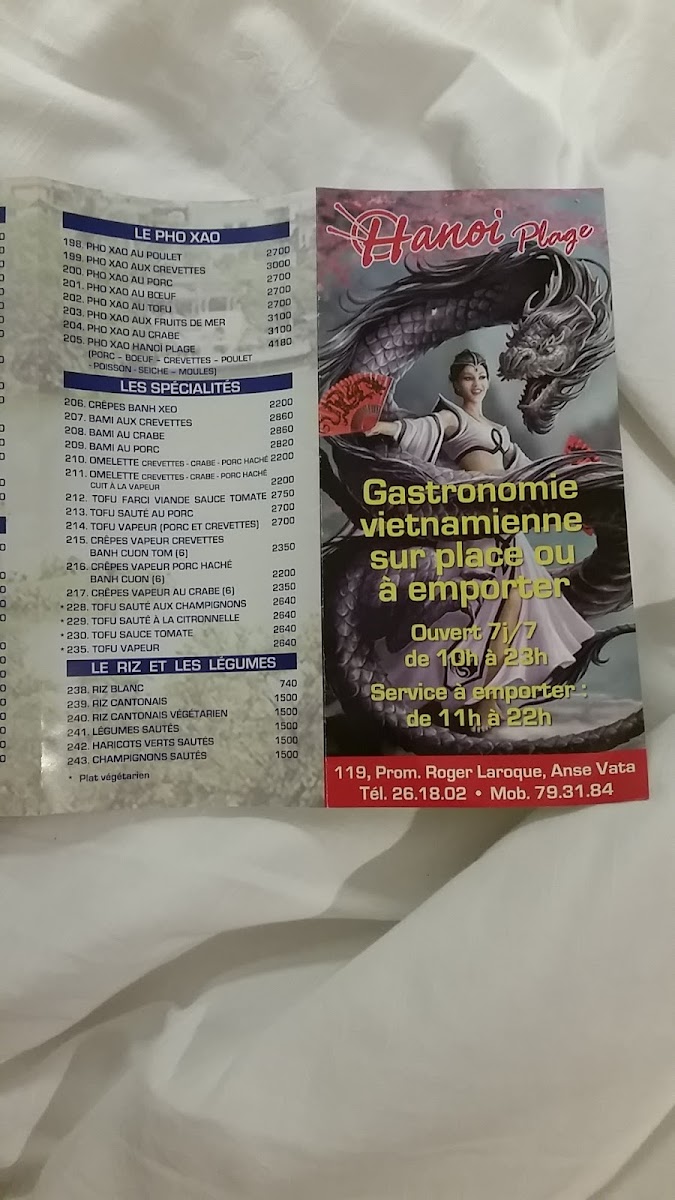 LE PHO XAO
198. PHO XAO AU POULET 2700
199. PHO XAO AUX CREVETTES 3000
200. PHO XAO AU PORC 2700
201. PHO XAO AU BŒUF 2700
202. PHO XAO AU TOFU 2700
203. PHO XAO AUX FRUITS DE MER 3100
204. PHO XAO AU CRABE 3100
205. PHO XAO HANOÏ PLAGE 4180
(PORC - BOEUF - CREVETTES - POULET
- POISSON - SEICHE - MOULES)
LES SPÉCIALITÉS
206. CRÊPES BANH XEO 2200
207. BAMI AUX CREVETTES 2860
208. BAMI AU CRABE 2860
209. BAMI AU PORC 2820
210. OMELETTE CREVETTES - CRABE - PORC HACHÉ 2200
211. OMELETTE CREVETTES - CRABE - PORC HACHÉ
CUIT À LA VAPEUR 2200
212. TOFU FARCI VIANDE SAUCE TOMATE 2750
213. TOFU SAUTÉ AU PORC 2700
214. TOFU VAPEUR (PORC ET CREVETTES) 2700
215. CRÊPES VAPEUR CREVETTES
BANH CUON TOM (6) 2350
216. CRÊPES VAPEUR PORC HACHÉ
BANH CUON (6) 2200
217. CRÊPES VAPEUR AU CRABE (6) 2350
• 228. TOFU SAUTÉ AUX CHAMPIGNONS 2640
• 229. TOFU SAUTÉ À LA CITRONNELLE 2640
• 230. TOFU SAUCE TOMATE 2640
• 235. TOFU VAPEUR 2640
LE RIZ ET LES LÉGUMES
238. RIZ BLANC 740
239. RIZ CANTONAIS 1500
240. RIZ CANTONAIS VÉGÉTARIEN 1500
241. LÉGUMES SAUTÉS 1500
242. HARICOTS VERTS SAUTÉS 1500
243. CHAMPIGNONS SAUTÉS 1500
• Plat végétarien
Hanoï Plage
Gastronomie
vietnamienne
sur place ou
à emporter
Ouvert 7j/7
de 10h à 23h
Service à emporter :
de 11h à 22h
119, Prom. Roger Laroque, Anse Vata
Tél. 26.18.02 • Mob. 79.31.84